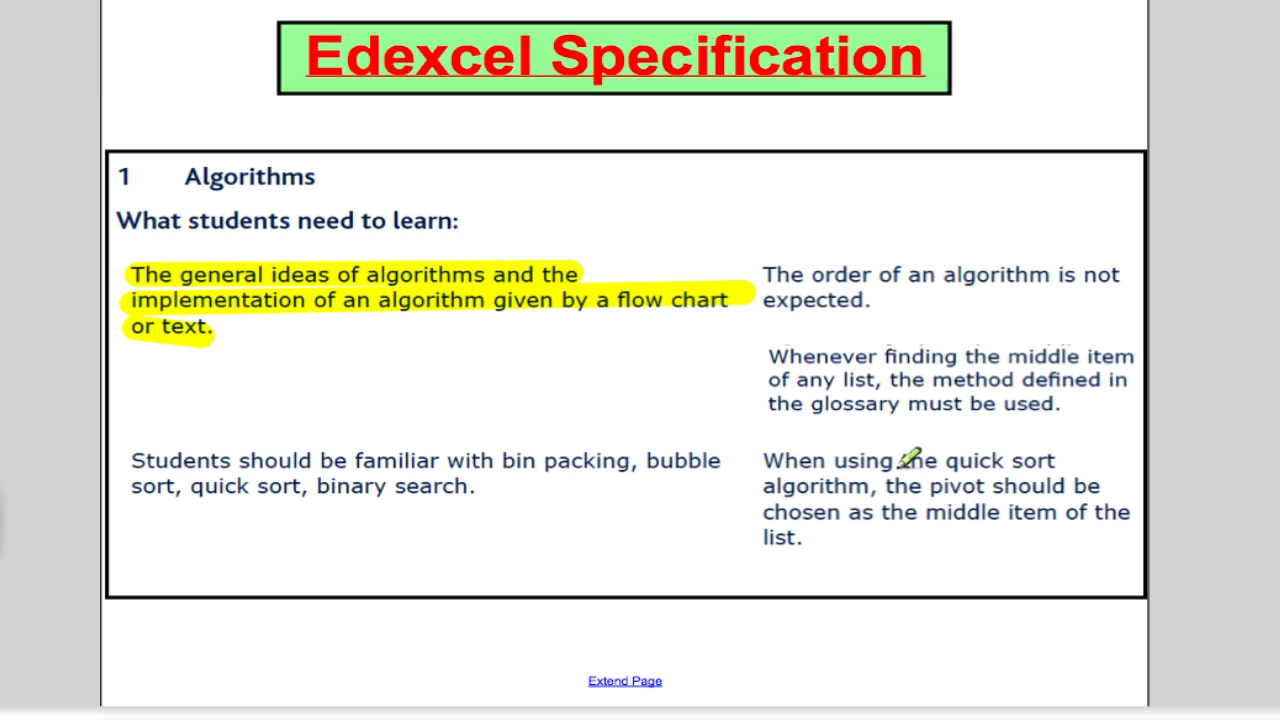 Edexcel Specification
1 Algorithms
What students need to learn:
The general ideas of algorithms and the
implementation of an algorithm given by a flow chart
or text.
The order of an algorithm is not
expected.
Whenever finding the middle item
of any list, the method defined in
the glossary must be used.
Students should be familiar with bin packing, bubble
sort, quick sort, binary search.
When using the quick sort
algorithm, the pivot should be
chosen as the middle item of the
list.
Extend Page